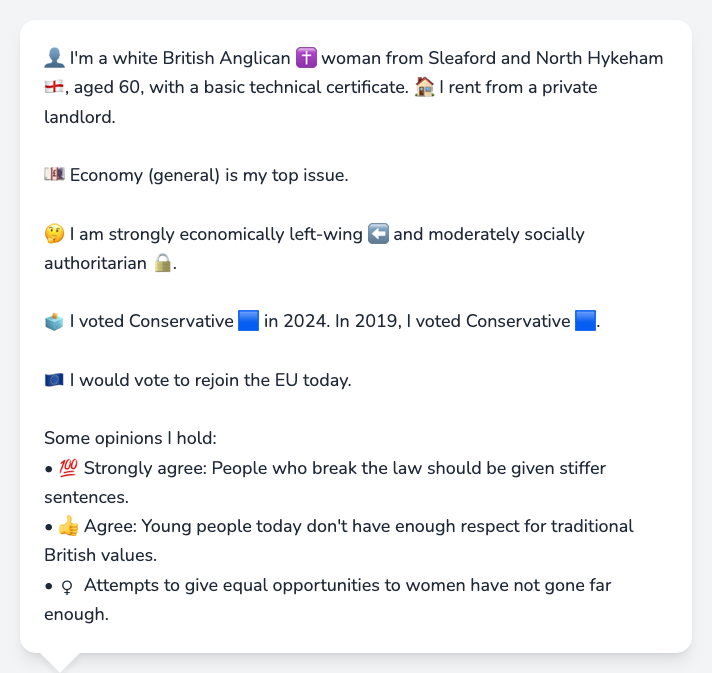 👤 I'm a white British Anglican ✝️ woman from Sleaford and North Hykeham
🏴󠁧󠁢󠁥󠁮󠁧󠁿, aged 60, with a basic technical certificate. 🏠 I rent from a private
landlord.
💷 Economy (general) is my top issue.
🤔 I am strongly economically left-wing ⬅️ and moderately socially
authoritarian 🔒.
🗳️ I voted Conservative 🟦 in 2024. In 2019, I voted Conservative 🟦.
🇪🇺 I would vote to rejoin the EU today.
Some opinions I hold:
• 💯 Strongly agree: People who break the law should be given stiffer
sentences.
• 👍 Agree: Young people today don't have enough respect for traditional
British values.
• ♀ Attempts to give equal opportunities to women have not gone far
enough.